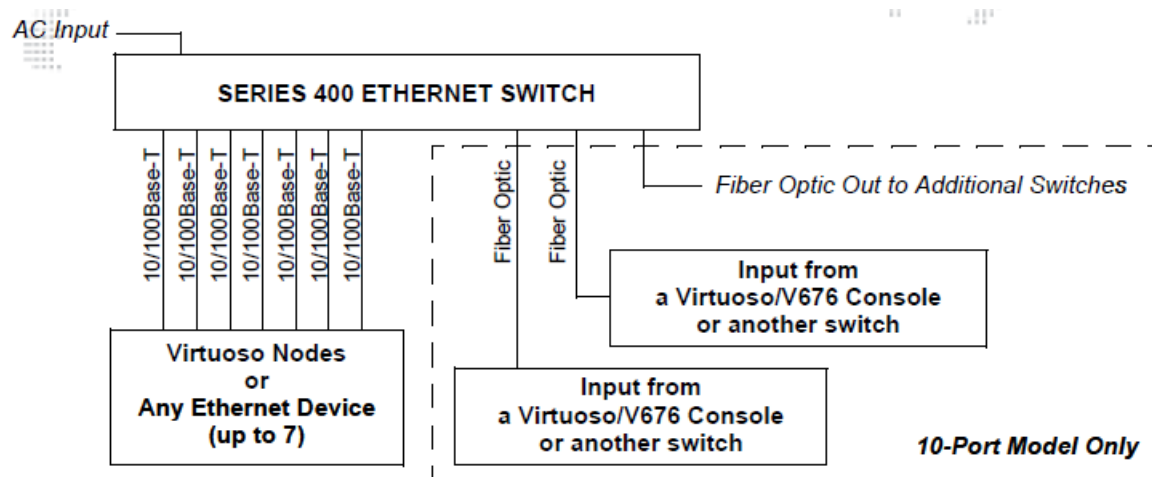 AC Input
SERIES 400 ETHERNET SWITCH
10/100Base-T
10/100Base-T
10/100Base-T
10/100Base-T
10/100Base-T
10/100Base-T
10/100Base-T
Fiber Optic
Fiber Optic
Fiber Optic Out to Additional Switches
Input from
a Virtuoso/V676 Console
or another switch
Virtuoso Nodes
or
Any Ethernet Device
(up to 7)
Input from
a Virtuoso/V676 Console
or another switch
10-Port Model Only